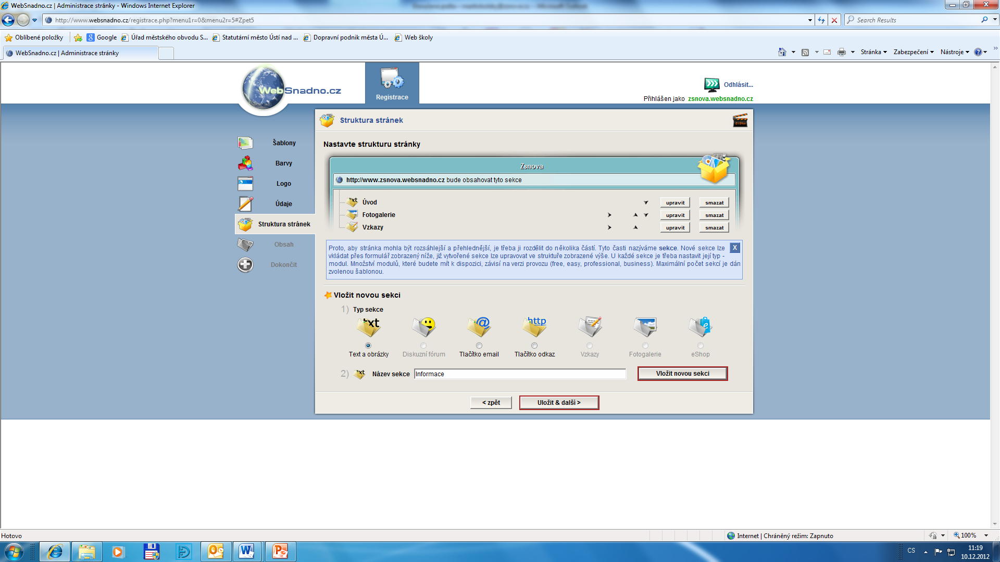 WebSnadno.cz | Administrace stránky - Windows Internet Explorer
http://www.websnadno.cz/registrace.php?menu1r=0&menu2r=5#Zpet5
Search Results
Oblíbené položky
Google
Úřad městského obvodu S...
Statutární město Ústí nad ...
Dopravní podnik města Ú...
Web školy
WebSnadno.cz | Administrace stránky
Stránka
Zabezpečení
Nástroje
WebSnadno.cz
Registrace
Odhlásit...
Přihlášen jako zsnova.websnadno.cz
Struktura stránek
Šablony
Barvy
Logo
Údaje
Struktura stránek
Obsah
Dokončit
Nastavte strukturu stránky
Zsnova
http://www.zsnova.websnadno.cz bude obsahovat tyto sekce
Úvod upravit smazat
Fotogalerie upravit smazat
Vzkazy upravit smazat
Proto, aby stránka mohla být rozsáhlejší a přehlednější, je třeba ji rozdělit do několika částí. Tyto časti nazýváme sekce. Nové sekce lze
vkládat přes formulář zobrazený níže, již vytvořené sekce lze upravovat ve struktuře zobrazené výše. U každé sekce je třeba nastavit její typ -
modul. Množství modulů, které budete mít k dispozici, závisí na verzi provozu (free, easy, professional, business). Maximální počet sekcí je dán
zvolenou šablonou.
X
Vložit novou sekci
1) Typ sekce
txt
@
http
e
Text a obrázky
Diskuzní fórum
Tlačítko email
Tlačítko odkaz
Vzkazy
Fotogalerie
eShop
2) txt Název sekce Informace
Vložit novou sekci
< zpět
Uložit & další >
Hotovo
Internet | Chráněný režim: Zapnuto
100%
CS
11:19
10.12.2012